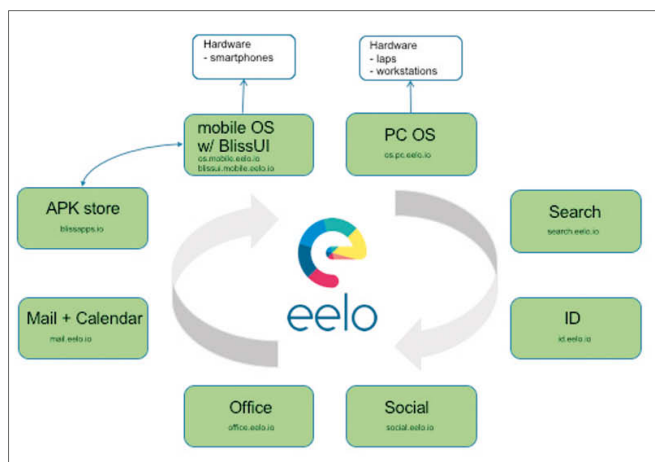 Hardware
- smartphones
Hardware
- laps
- workstations
mobile OS
w/ BlissUI
os.mobile.eelo.io
blissui.mobile.eelo.io
PC OS
os.pc.eelo.io
APK store
blissapps.io
Search
search.eelo.io
eelo
Mail + Calendar
mail.eelo.io
ID
id.eelo.io
Office
office.eelo.io
Social
social.eelo.io